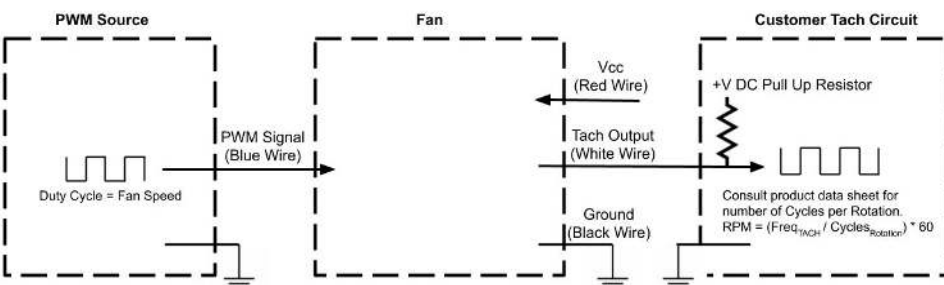 PWM Source
Fan
Customer Tach Circuit
Vcc
(Red Wire)
+V DC Pull Up Resistor
PWM Signal
(Blue Wire)
Tach Output
(White Wire)
Duty Cycle = Fan Speed
Consult product data sheet for
number of Cycles per Rotation.
RPM = (Freq_TACH / Cycles_Rotation) * 60
Ground
(Black Wire)